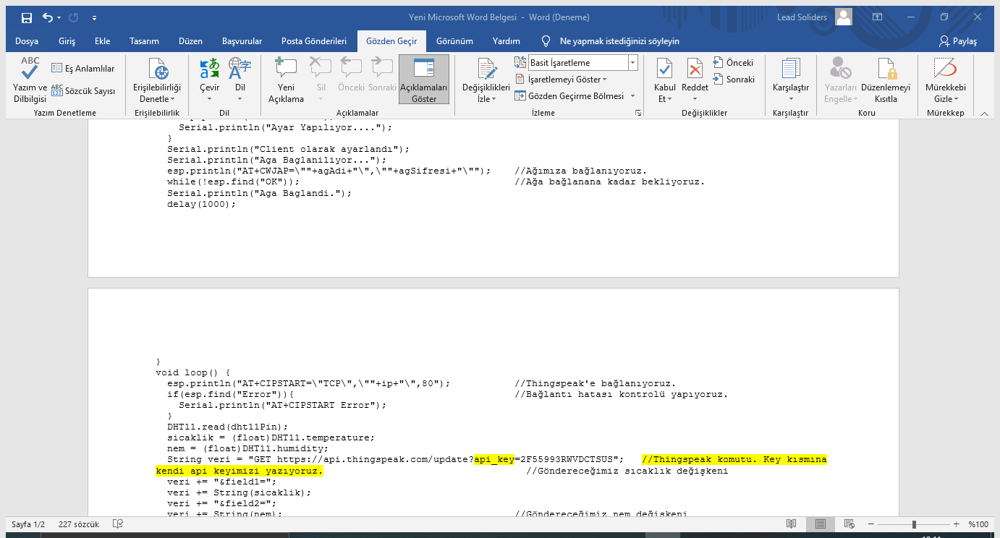 Yeni Microsoft Word Belgesi - Word (Deneme)
Lead Soliders
Dosya Giriş Ekle Tasarım Düzen Başvurular Posta Gönderileri Gözden Geçir Görünüm Yardım Ne yapmak istediğinizi söyleyin Paylaş
ABC
Yazım ve
Dilbilgisi
Eş Anlamlılar
ABC
123
Sözcük Sayısı
Yazım Denetleme
Erişilebilirliği
Denetle
Erişilebilirlik
Çevir
Dil
Dil
Yeni
Açıklama
Sil
Önceki
Sonraki
Açıklamaları
Göster
Açıklamalar
Değişiklikleri
İzle
Basit İşaretleme
İşaretlemeyi Göster
Gözden Geçirme Bölmesi
İzleme
Kabul
Et
Reddet
Önceki
Sonraki
Değişiklikler
Karşılaştır
Karşılaştır
Yazarları
Engelle
Düzenlemeyi
Kısıtla
Koru
Mürekkebi
Gizle
Mürekkep
Serial.println("Ayar Yapılıyor....");
}
Serial.println("Client olarak ayarlandı");
Serial.println("Aga Baglaniliyor...");
esp.println("AT+CWJAP=\""+agAdi+"\",\""+agSifresi+"\""); //Ağımıza bağlanıyoruz.
while(!esp.find("OK")); //Ağa bağlanana kadar bekliyoruz.
Serial.println("Aga Baglandi.");
delay(1000);
}
void loop() {
esp.println("AT+CIPSTART=\"TCP\",\""+ip+"\",80"); //Thingspeak'e bağlanıyoruz.
if(esp.find("Error")){ //Bağlantı hatası kontrolü yapıyoruz.
Serial.println("AT+CIPSTART Error");
}
DHT11.read(dht11Pin);
sicaklik = (float)DHT11.temperature;
nem = (float)DHT11.humidity;
String veri = "GET https://api.thingspeak.com/update?api_key=2F55993RWVDCTSUS"; //Thingspeak komutu. Key kısmına
kendi api keyimizi yazıyoruz. //Göndereceğimiz sıcaklık değişkeni
veri += "&field1=";
veri += String(sicaklik);
veri += "&field2=";
veri += String(nem); //Göndereceğimiz nem değişkeni
Sayfa 1/2 227 sözcük %100